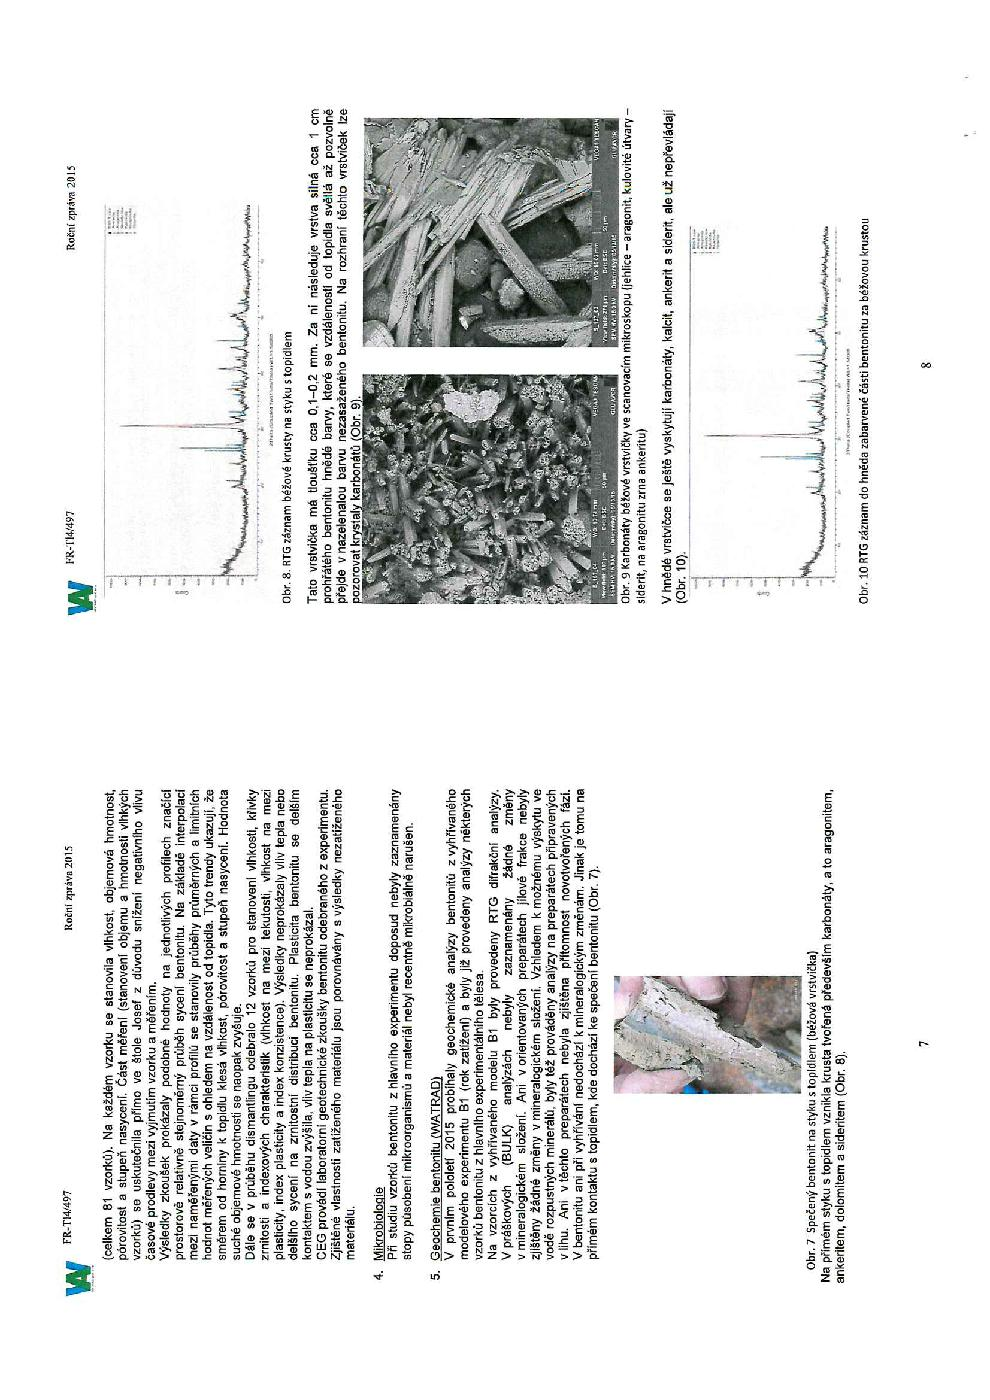 FR-TI4/497
Roční zpráva 2015
(celkem 81 vzorků). Na každém vzorku se stanovila vlhkost, objemová hmotnost,
pórovitost a stupeň nasycení. Část měření (stanovení objemu a hmotnosti vlhkých
vzorků) se uskutečnila přímo ve štole Josef z důvodu snížení negativního vlivu
časové prodlevy mezi vyjmutím vzorku a měřením.
Výsledky zkoušek prokázaly podobné hodnoty na jednotlivých profilech značící
prostorově relativně stejnoměrný průběh sycení bentonitu. Na základě interpolací
mezi naměřenými daty v rámci profilů se stanovily průběhy průměrných a limitních
hodnot měřených veličin s ohledem na vzdálenost od topidla. Tyto trendy ukazují, že
směrem od horniny k topidlu klesá vlhkost, pórovitost a stupeň nasycení. Hodnota
suché objemové hmotnosti se naopak zvyšuje.
Dále se v průběhu dismantlingu odebralo 12 vzorků pro stanovení vlhkosti, křivky
zrnitosti a indexových charakteristik (vlhkost na mezi tekutosti, vlhkost na mezi
plasticity, index plasticity a index konzistence). Výsledky neprokázaly vliv tepla nebo
delšího sycení na zrnitostní distribuci bentonitu. Plasticita bentonitu se delším
kontaktem s vodou zvýšila, vliv tepla na plasticitu se neprokázal.
CEG provádí laboratorní geotechnické zkoušky bentonitu odebraného z experimentu.
Zjištěné vlastnosti zatíženého materiálu jsou porovnávány s výsledky nezatíženého
materiálu.
4. Mikrobiologie
Při studiu vzorků bentonitu z hlavního experimentu doposud nebyly zaznamenány
stopy působení mikroorganismů a materiál nebyl recentně mikrobiálně narušen.
5. Geochemie bentonitu (WATRAD)
V prvním pololetí 2015 probíhaly geochemické analýzy bentonitů z vyhřívaného
modelového experimentu B1 (rok zatížení) a byly již provedeny analýzy některých
vzorků bentonitu z hlavního experimentálního tělesa.
Na vzorcích z vyhřívaného modelu B1 byly provedeny RTG difrakční analýzy.
V práškových (BULK) analýzách nebyly zaznamenány žádné změny
v mineralogickém složení. Ani v orientovaných preparátech jílové frakce nebyly
zjištěny žádné změny v mineralogickém složení. Vzhledem k možnému výskytu ve
vodě rozpustných minerálů, byly též prováděny analýzy na preparátech připravených
v lihu. Ani v těchto preparátech nebyla zjištěna přítomnost novotvořených fází.
V bentonitu ani při vyhřívání nedochází k mineralogickým změnám. Jinak je tomu na
přímém kontaktu s topidlem, kde dochází ke spečení bentonitu (Obr. 7).
Obr. 7 Spečený bentonit na styku s topidlem (béžová vrstvička)
Na přímém styku s topidlem vznikla krusta tvořená především karbonáty, a to aragonitem,
ankeritem, dolomitem a sideritem (Obr. 8).
7
FR-TI4/497
Roční zpráva 2015
Obr. 8. RTG záznam béžové krusty na styku s topidlem
Tato vrstvička má tloušťku cca 0,1–0,2 mm. Za ní následuje vrstva silná cca 1 cm
prohřátého bentonitu hnědé barvy, které se vzdáleností od topidla světlá až pozvolně
přejde v nazelenalou barvu nezasaženého bentonitu. Na rozhraní těchto vrstviček lze
pozorovat krystaly karbonátů (Obr. 9).
Obr. 9 Karbonáty béžové vrstvičky ve scanovacím mikroskopu (jehlice – aragonit, kulovité útvary –
siderit, na aragonitu zrna ankeritu)
V hnědé vrstvičce se ještě vyskytují karbonáty, kalcit, ankerit a siderit, ale už nepřevládají
(Obr. 10).
Obr. 10 RTG záznam do hněda zabarvené části bentonitu za béžovou krustou
8